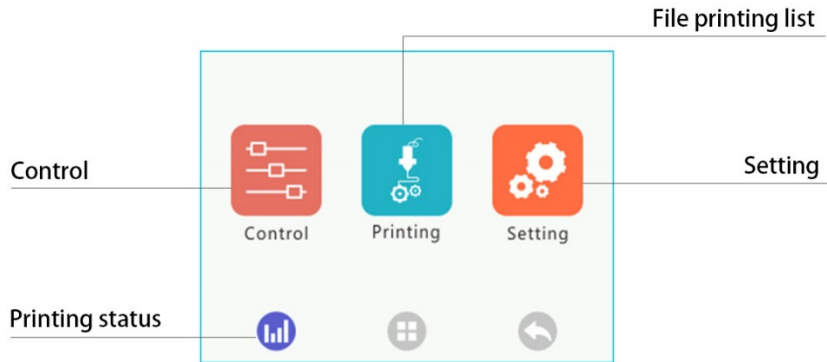 File printing list
Control
Setting
Control
Printing
Setting
Printing status